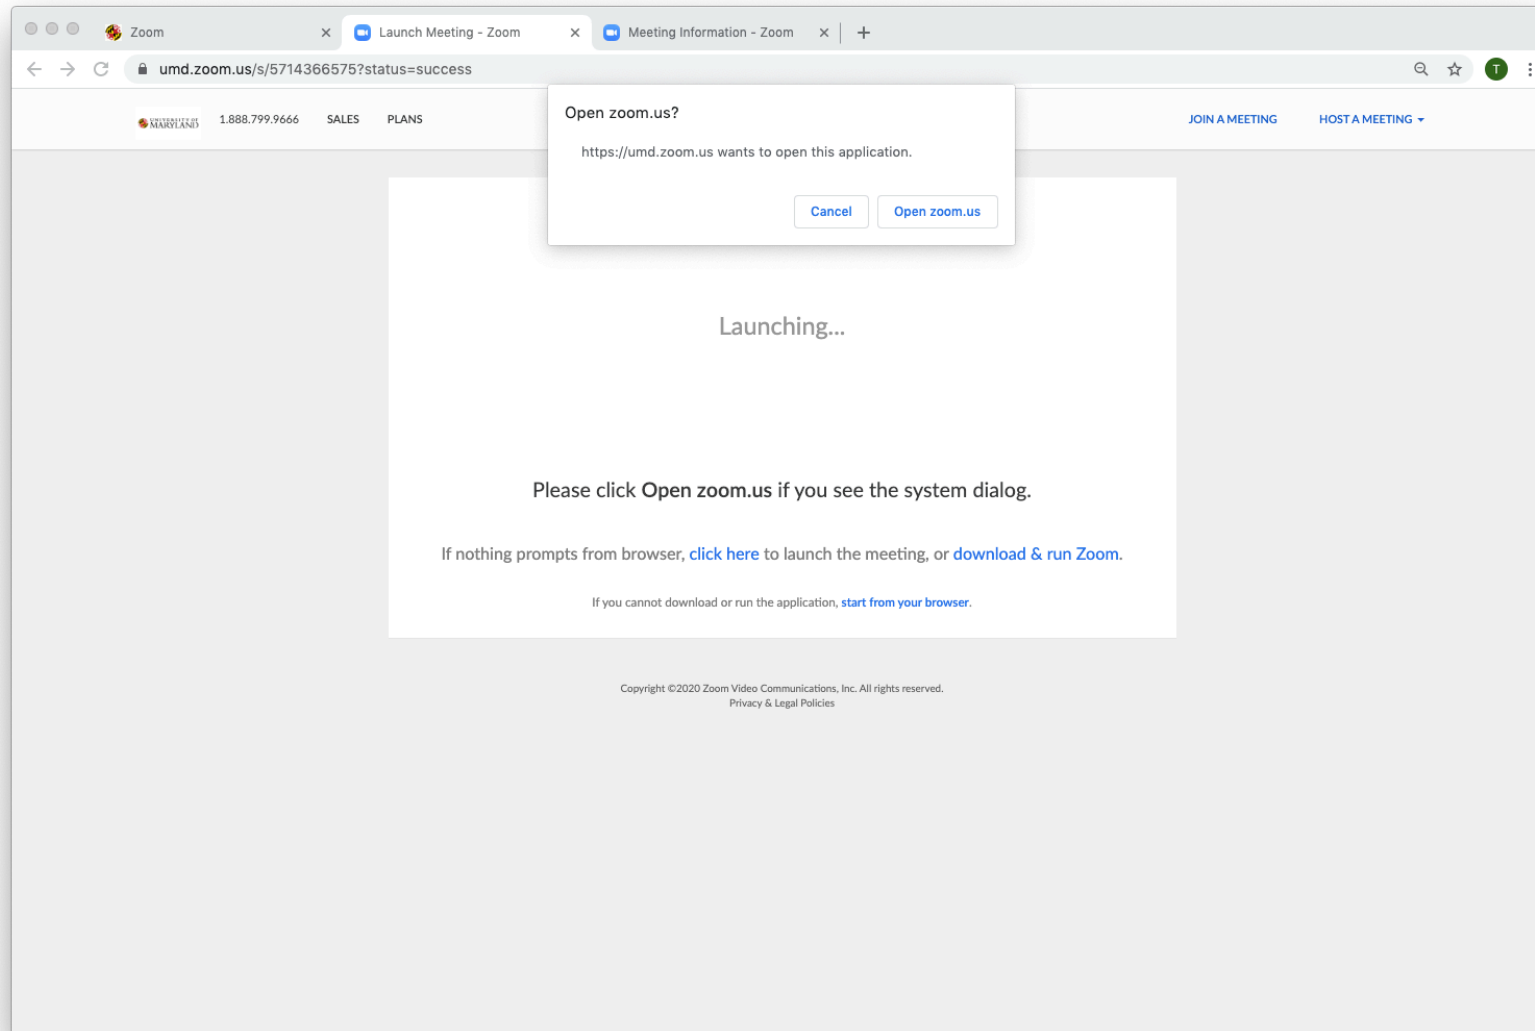 Zoom
Launch Meeting - Zoom
Meeting Information - Zoom
umd.zoom.us/s/5714366575?status=success
T
UNIVERSITY OF
MARYLAND
1.888.799.9666
SALES
PLANS
JOIN A MEETING
HOST A MEETING
Open zoom.us?
https://umd.zoom.us wants to open this application.
Cancel
Open zoom.us
Launching...
Please click Open zoom.us if you see the system dialog.
If nothing prompts from browser, click here to launch the meeting, or download & run Zoom.
If you cannot download or run the application, start from your browser.
Copyright ©2020 Zoom Video Communications, Inc. All rights reserved.
Privacy & Legal Policies